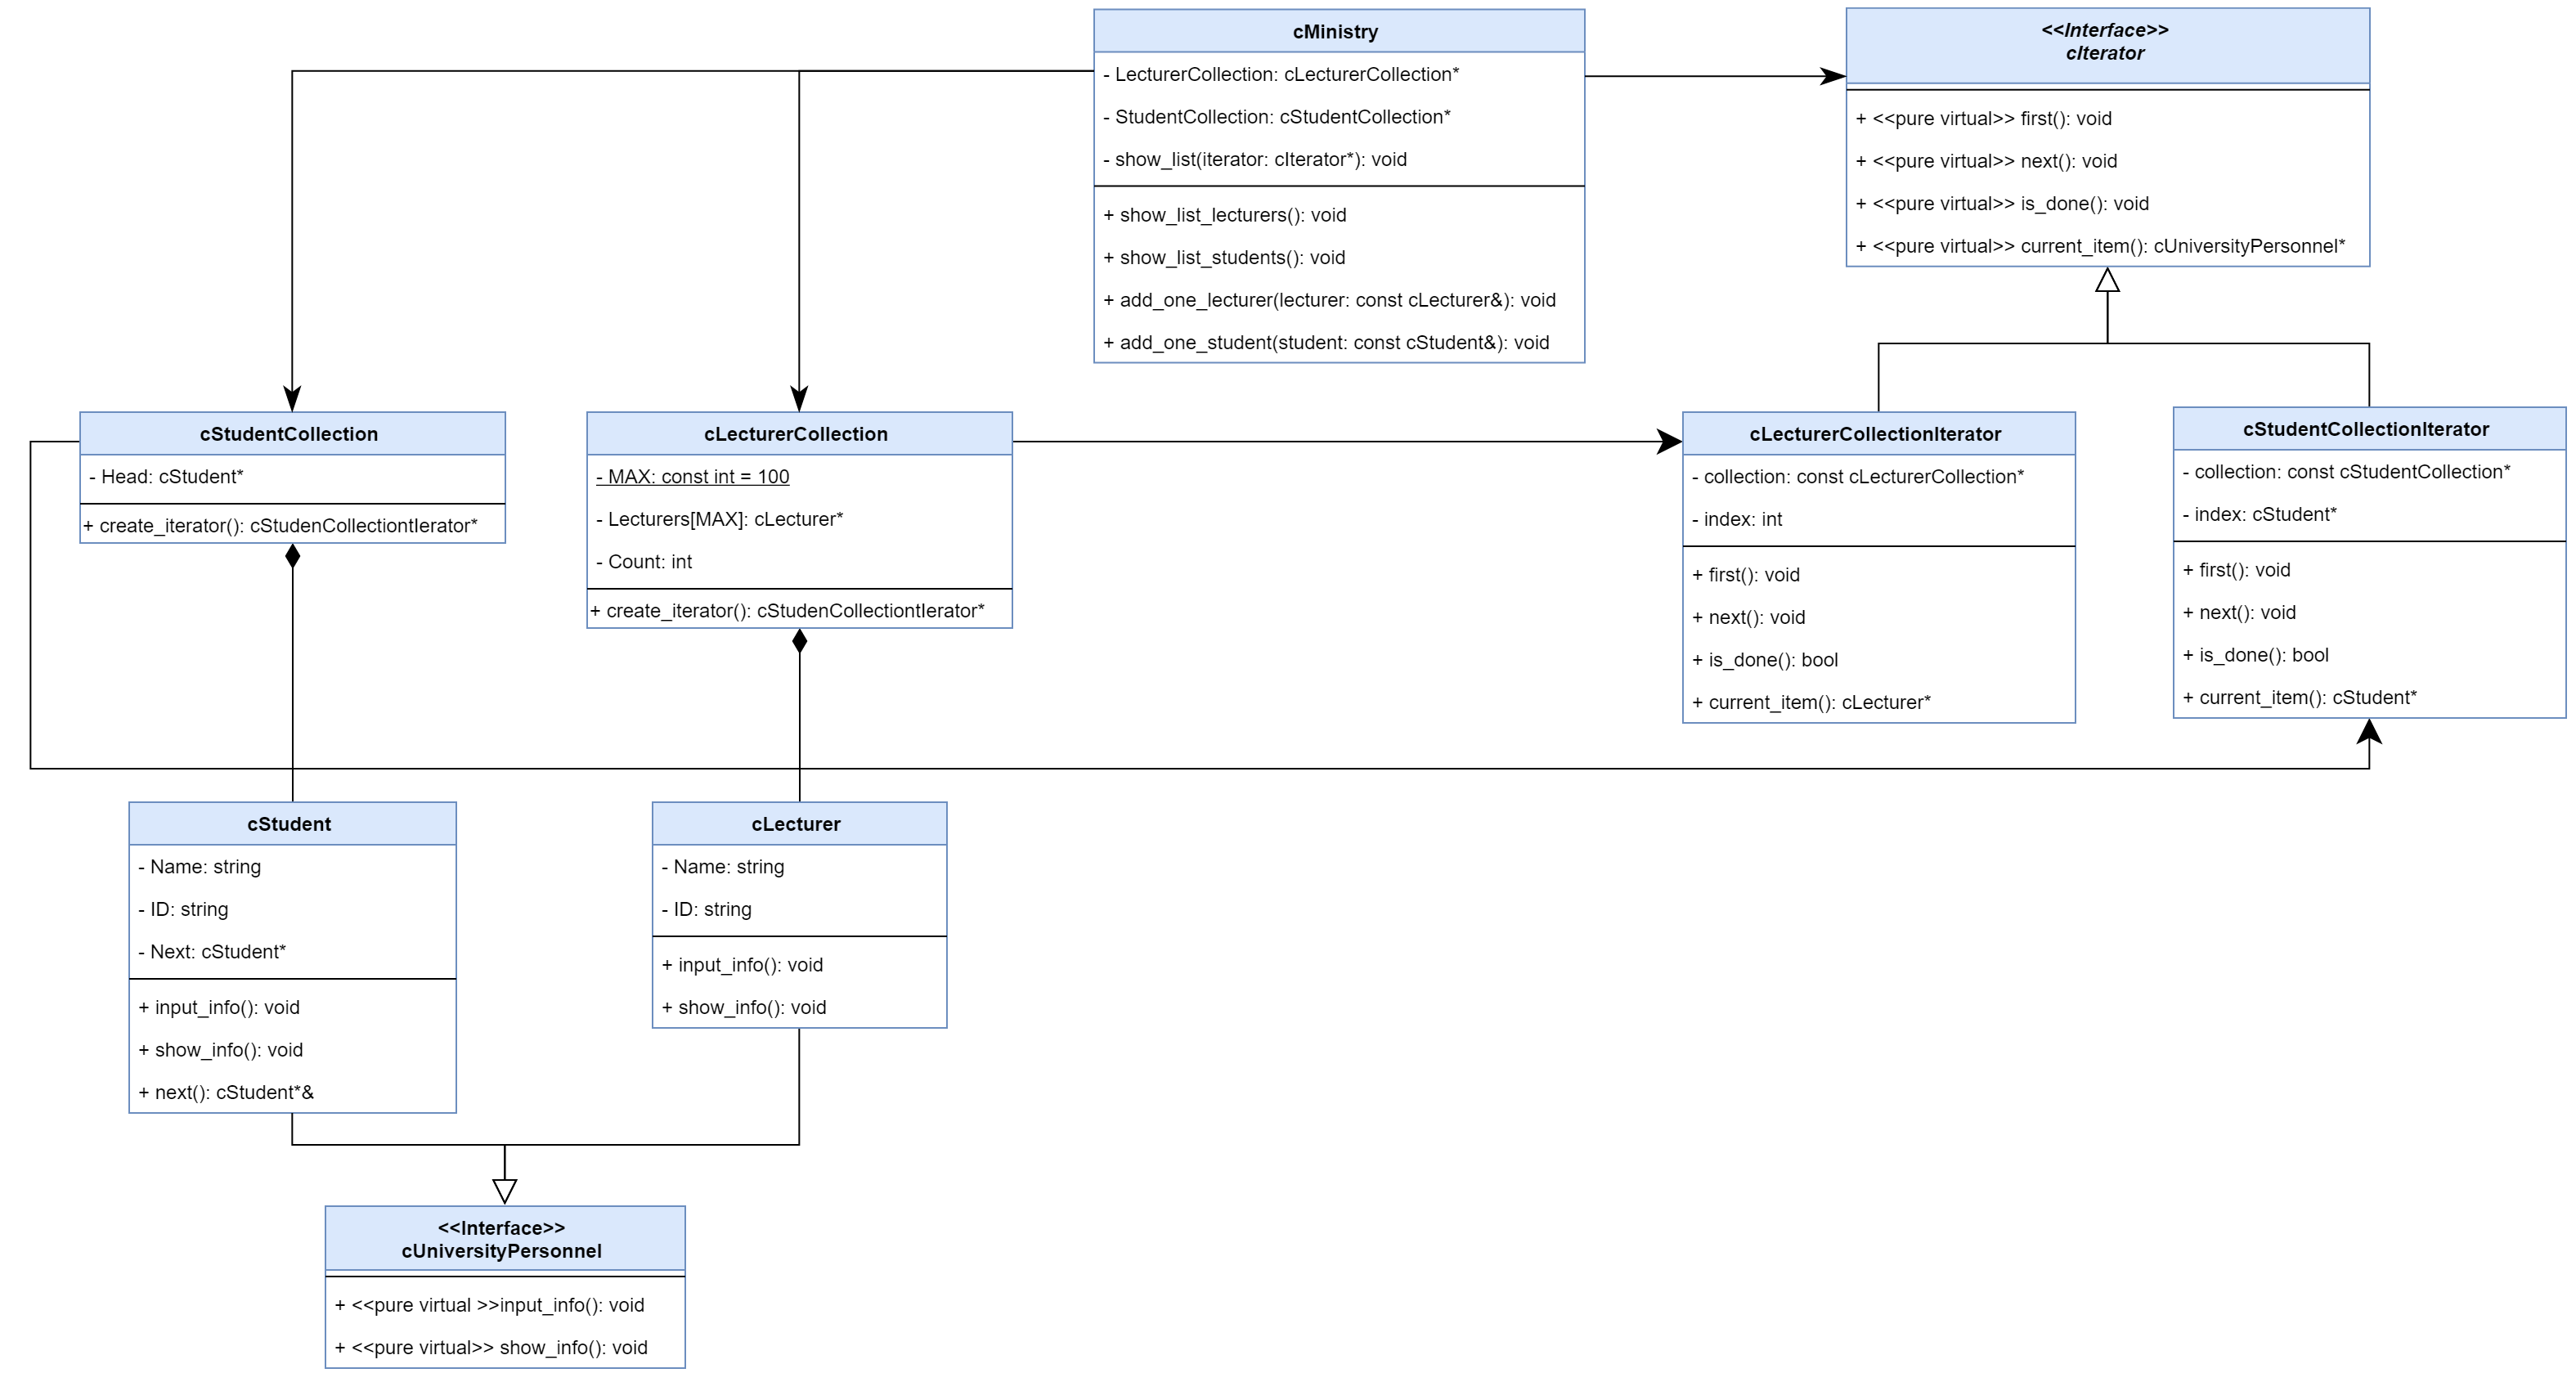 cMinistry
- LecturerCollection: cLecturerCollection*
- StudentCollection: cStudentCollection*
- show_list(iterator: cIterator*): void
+ show_list_lecturers(): void
+ show_list_students(): void
+ add_one_lecturer(lecturer: const cLecturer&): void
+ add_one_student(student: const cStudent&): void
<<Interface>>
cIterator
+ <<pure virtual>> first(): void
+ <<pure virtual>> next(): void
+ <<pure virtual>> is_done(): void
+ <<pure virtual>> current_item(): cUniversityPersonnel*
cStudentCollection
- Head: cStudent*
+ create_iterator(): cStudenCollectiontIerator*
cLecturerCollection
- MAX: const int = 100
- Lecturers[MAX]: cLecturer*
- Count: int
+ create_iterator(): cStudenCollectiontIerator*
cLecturerCollectionIterator
- collection: const cLecturerCollection*
- index: int
+ first(): void
+ next(): void
+ is_done(): bool
+ current_item(): cLecturer*
cStudentCollectionIterator
- collection: const cStudentCollection*
- index: cStudent*
+ first(): void
+ next(): void
+ is_done(): bool
+ current_item(): cStudent*
cStudent
- Name: string
- ID: string
- Next: cStudent*
+ input_info(): void
+ show_info(): void
+ next(): cStudent*&
cLecturer
- Name: string
- ID: string
+ input_info(): void
+ show_info(): void
<<Interface>>
cUniversityPersonnel
+ <<pure virtual >>input_info(): void
+ <<pure virtual>> show_info(): void